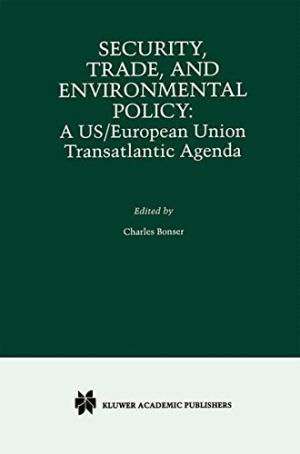 SECURITY,
TRADE, AND
ENVIRONMENTAL
POLICY:
A US/European Union
Transatlantic Agenda
Edited by
Charles Bonser
KLUWER ACADEMIC PUBLISHERS